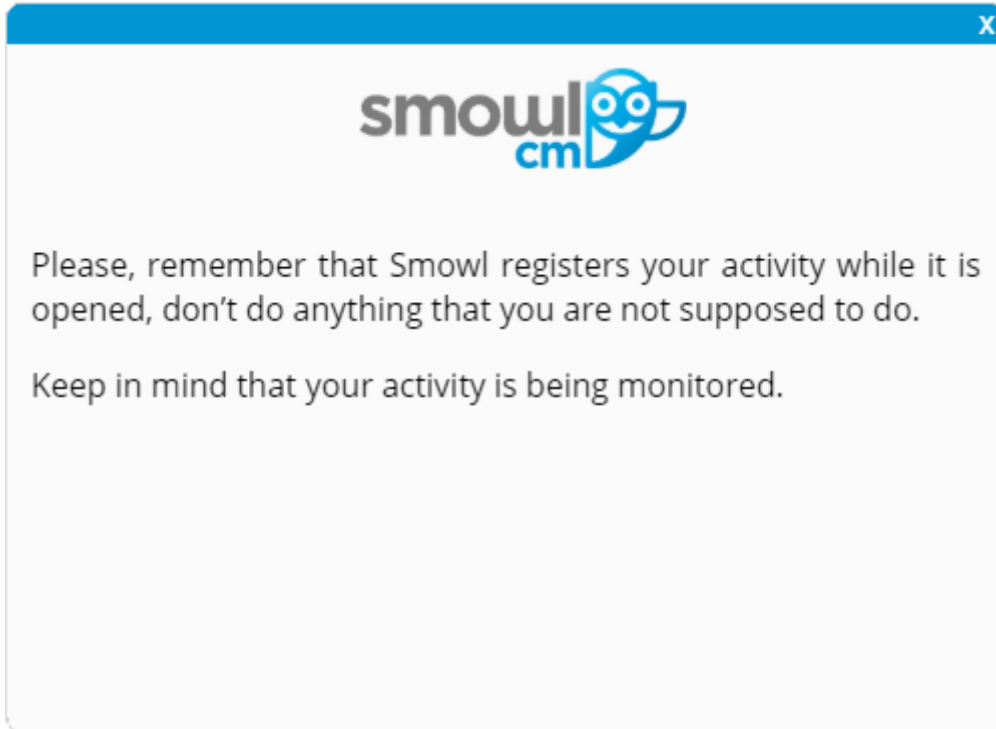 X
smowl
cm
Please, remember that Smowl registers your activity while it is
opened, don’t do anything that you are not supposed to do.
Keep in mind that your activity is being monitored.